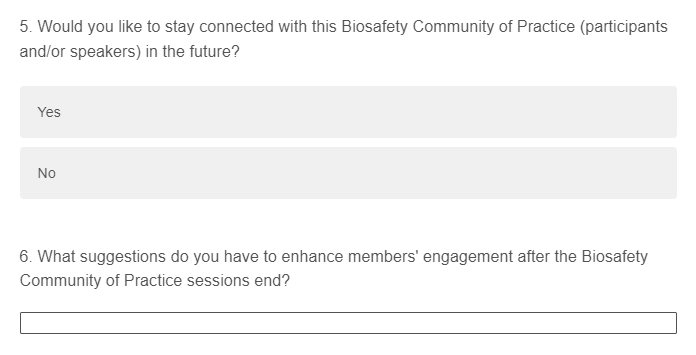 5. Would you like to stay connected with this Biosafety Community of Practice (participants
and/or speakers) in the future?
Yes
No
6. What suggestions do you have to enhance members' engagement after the Biosafety
Community of Practice sessions end?